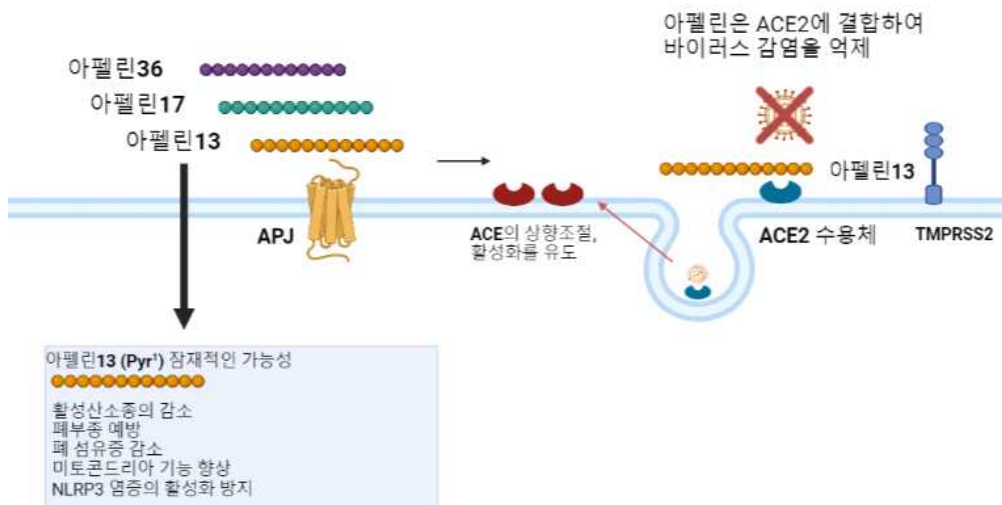 아펠린은 ACE2에 결합하여
바이러스 감염을 억제
아펠린36
아펠린17
아펠린13
아펠린13
APJ
ACE의 상향조절,
활성화를 유도
ACE2 수용체
TMPRSS2
아펠린13 (Pyr¹) 잠재적인 가능성
활성산소종의 감소
폐부종 예방
폐 섬유증 감소
미토콘드리아 기능 향상
NLRP3 염증의 활성화 방지